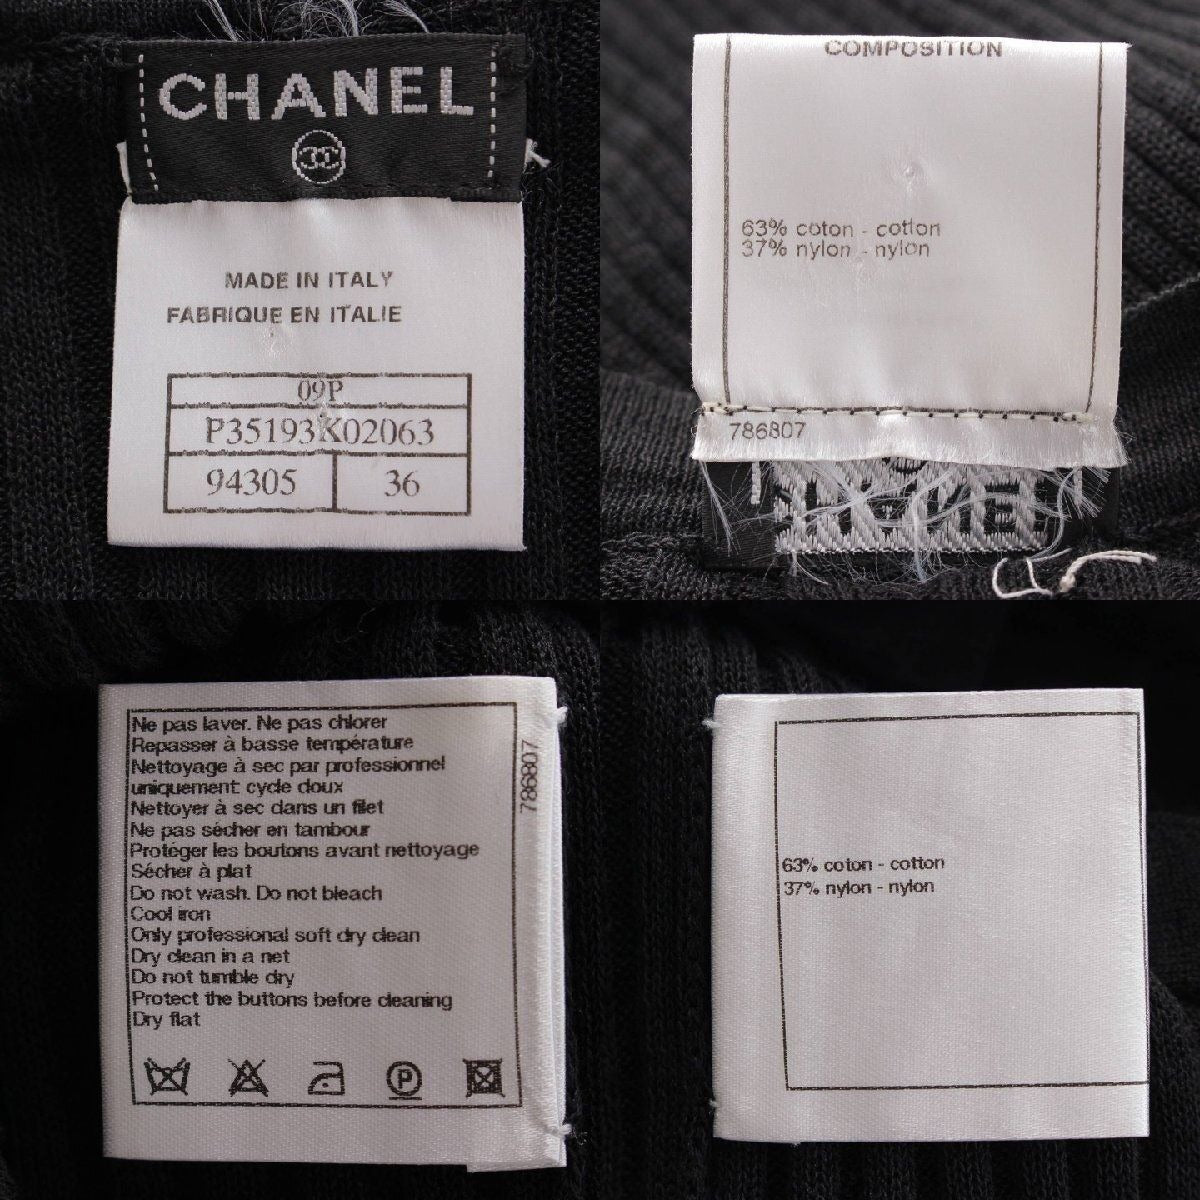 CHANEL
MADE IN ITALY
FABRIQUE EN ITALIE
09P
P35193K02063
94305 36
COMPOSITION
63% coton - cotton
37% nylon - nylon
786807
Ne pas laver. Ne pas chlorer
Repasser à basse température
Nettoyage à sec par professionnel
uniquement: cycle doux
Nettoyer à sec dans un filet
Ne pas sécher en tambour
Protéger les boutons avant nettoyage
Sécher à plat
Do not wash. Do not bleach
Cool iron
Only professional soft dry clean
Dry clean in a net
Do not tumble dry
Protect the buttons before cleaning
Dry flat
P
786807
63% coton - cotton
37% nylon - nylon